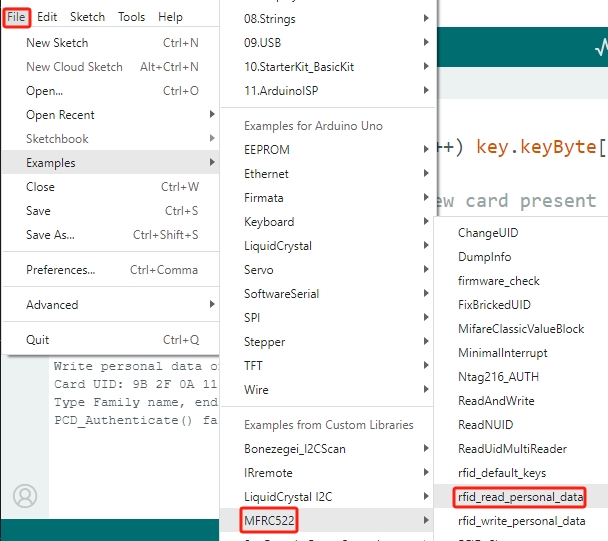 File Edit Sketch Tools Help
New Sketch Ctrl+N
New Cloud Sketch Alt+Ctrl+N
Open... Ctrl+O
Open Recent
Sketchbook
Examples
Close Ctrl+W
Save Ctrl+S
Save As... Ctrl+Shift+S
Preferences... Ctrl+Comma
Advanced
Quit Ctrl+Q
08.Strings
09.USB
10.StarterKit_BasicKit
11.ArduinoISP
Examples for Arduino Uno
EEPROM
Ethernet
Firmata
Keyboard
LiquidCrystal
Servo
SoftwareSerial
SPI
Stepper
TFT
Wire
Examples from Custom Libraries
Bonezegei_I2CScan
IRremote
LiquidCrystal I2C
MFRC522
++) key.keyByte[
ew card present
ChangeUID
DumpInfo
firmware_check
FixBrickedUID
MifareClassicValueBlock
MinimalInterrupt
Ntag216_AUTH
ReadAndWrite
ReadNUID
ReadUidMultiReader
rfid_default_keys
rfid_read_personal_data
rfid_write_personal_data
Write personal data o
Card UID: 9B 2F 0A 11
Type Family name, end
PCD_Authenticate() fa